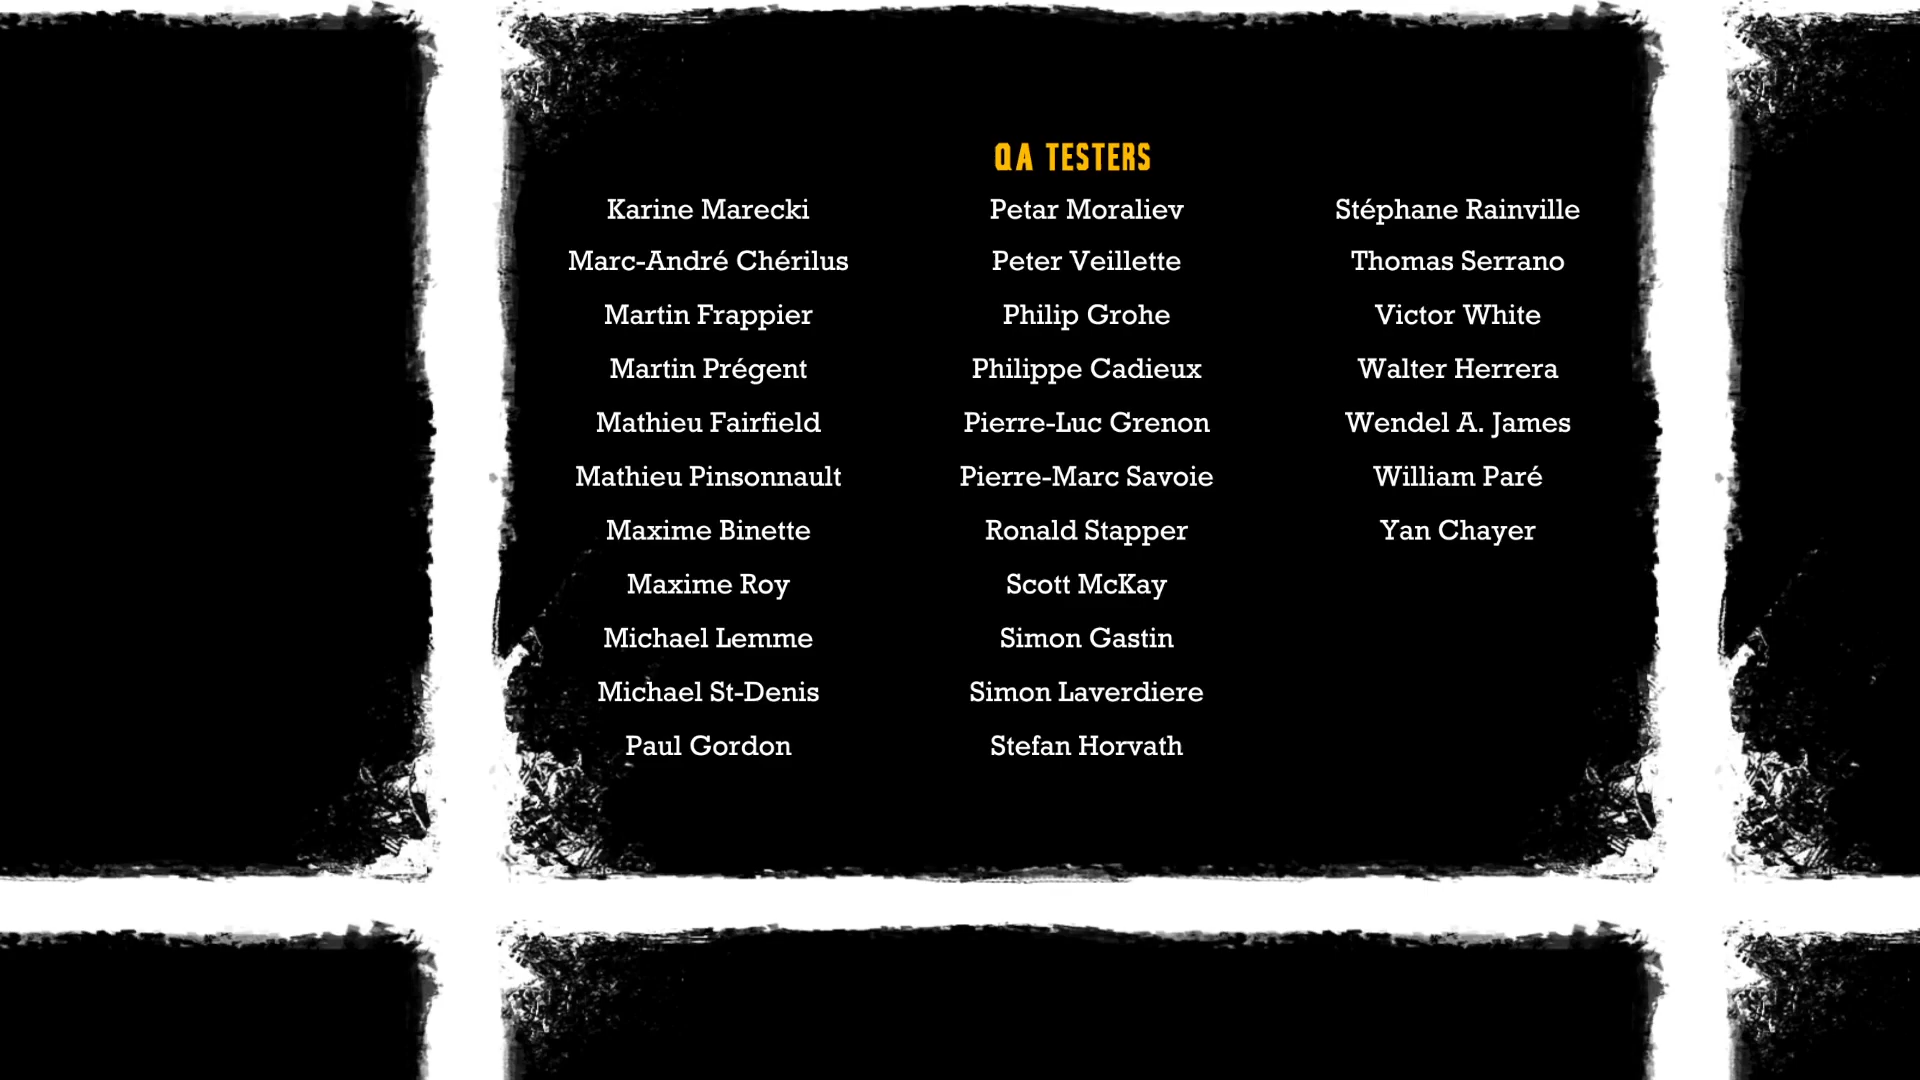 QA TESTERS
Karine Marecki
Marc-André Chérilus
Martin Frappier
Martin Prégent
Mathieu Fairfield
Mathieu Pinsonnault
Maxime Binette
Maxime Roy
Michael Lemme
Michael St-Denis
Paul Gordon
Petar Moraliev
Peter Veillette
Philip Grohe
Philippe Cadieux
Pierre-Luc Grenon
Pierre-Marc Savoie
Ronald Stapper
Scott McKay
Simon Gastin
Simon Laverdiere
Stefan Horvath
Stéphane Rainville
Thomas Serrano
Victor White
Walter Herrera
Wendel A. James
William Paré
Yan Chayer